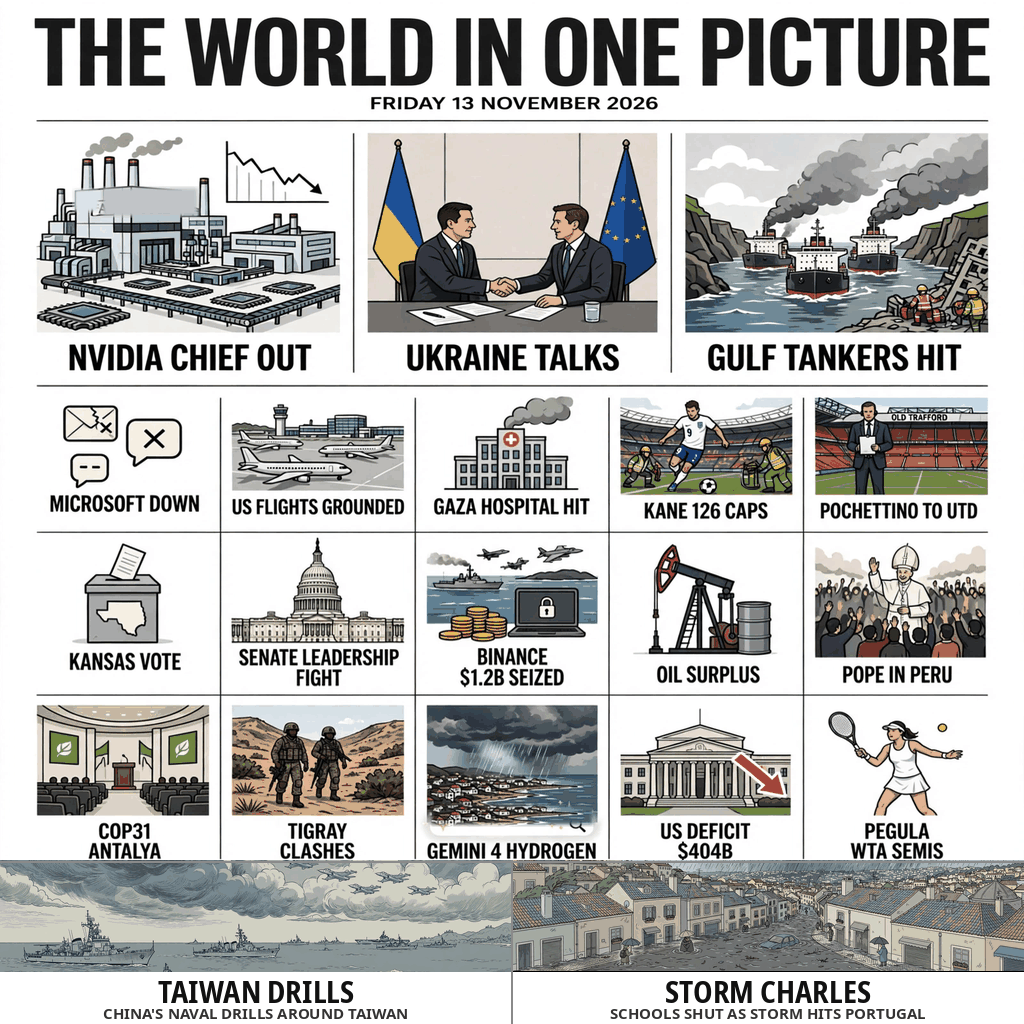 THE WORLD IN ONE PICTURE
FRIDAY 13 NOVEMBER 2026
NVIDIA CHIEF OUT
UKRAINE TALKS
GULF TANKERS HIT
MICROSOFT DOWN
US FLIGHTS GROUNDED
GAZA HOSPITAL HIT
9
KANE 126 CAPS
OLD TRAFFORD
POCHETTINO TO UTD
KANSAS VOTE
SENATE LEADERSHIP
FIGHT
BINANCE
$1.2B SEIZED
OIL SURPLUS
POPE IN PERU
COP31
ANTALYA
TIGRAY
CLASHES
GEMINI 4 HYDROGEN
US DEFICIT
$404B
PEGULA
WTA SEMIS
TAIWAN DRILLS
CHINA'S NAVAL DRILLS AROUND TAIWAN
STORM CHARLES
SCHOOLS SHUT AS STORM HITS PORTUGAL